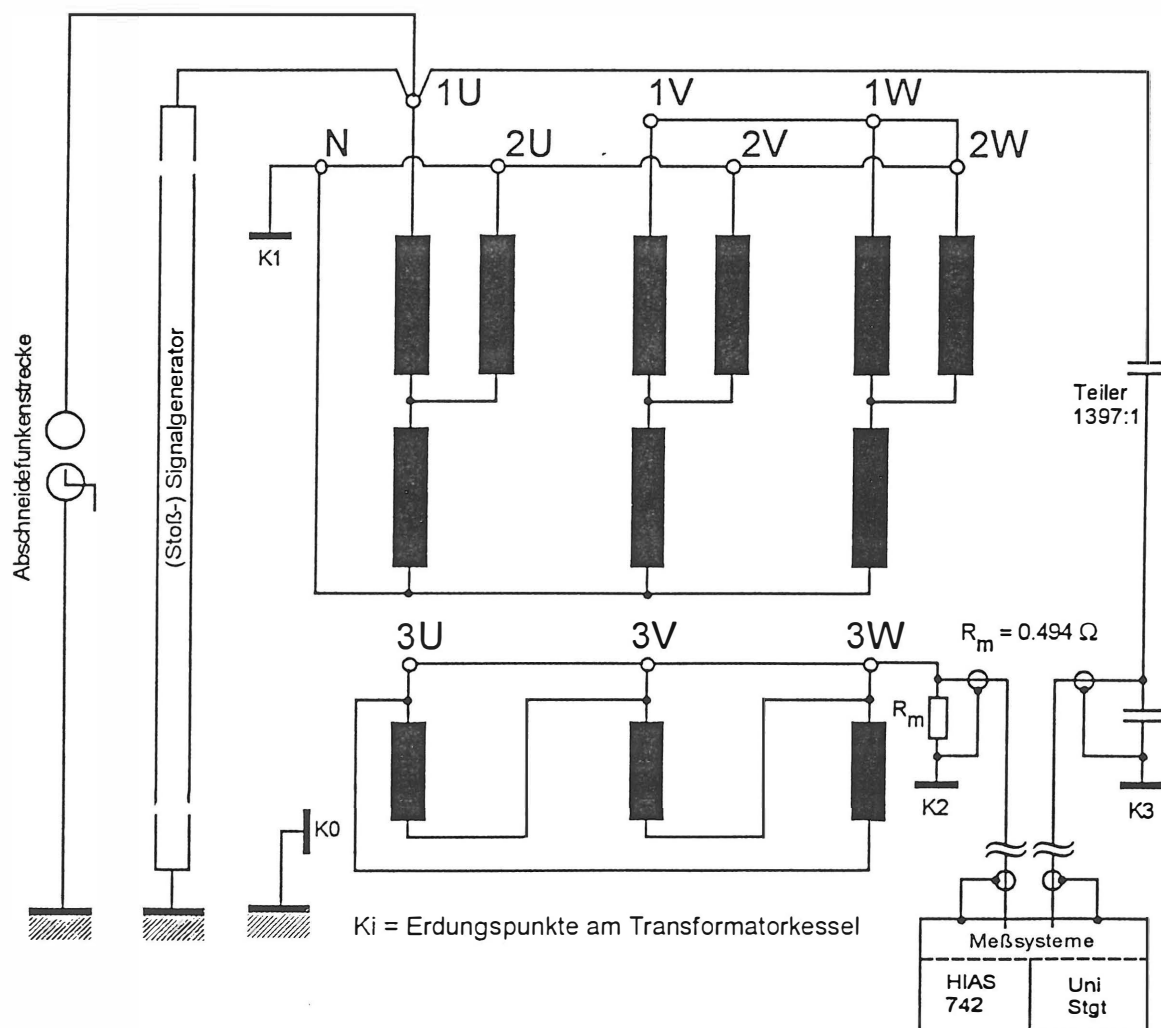 1U
1V
1W
N
2U
2V
2W
K1
Abschneidefunkenstrecke
(Stoß-) Signalgenerator
Teiler
1397:1
3U
3V
3W
R_m = 0.494 Ω
R_m
K0
K2
K3
Ki = Erdungspunkte am Transformatorkessel
Meßsysteme
HIAS
742
Uni
Stgt